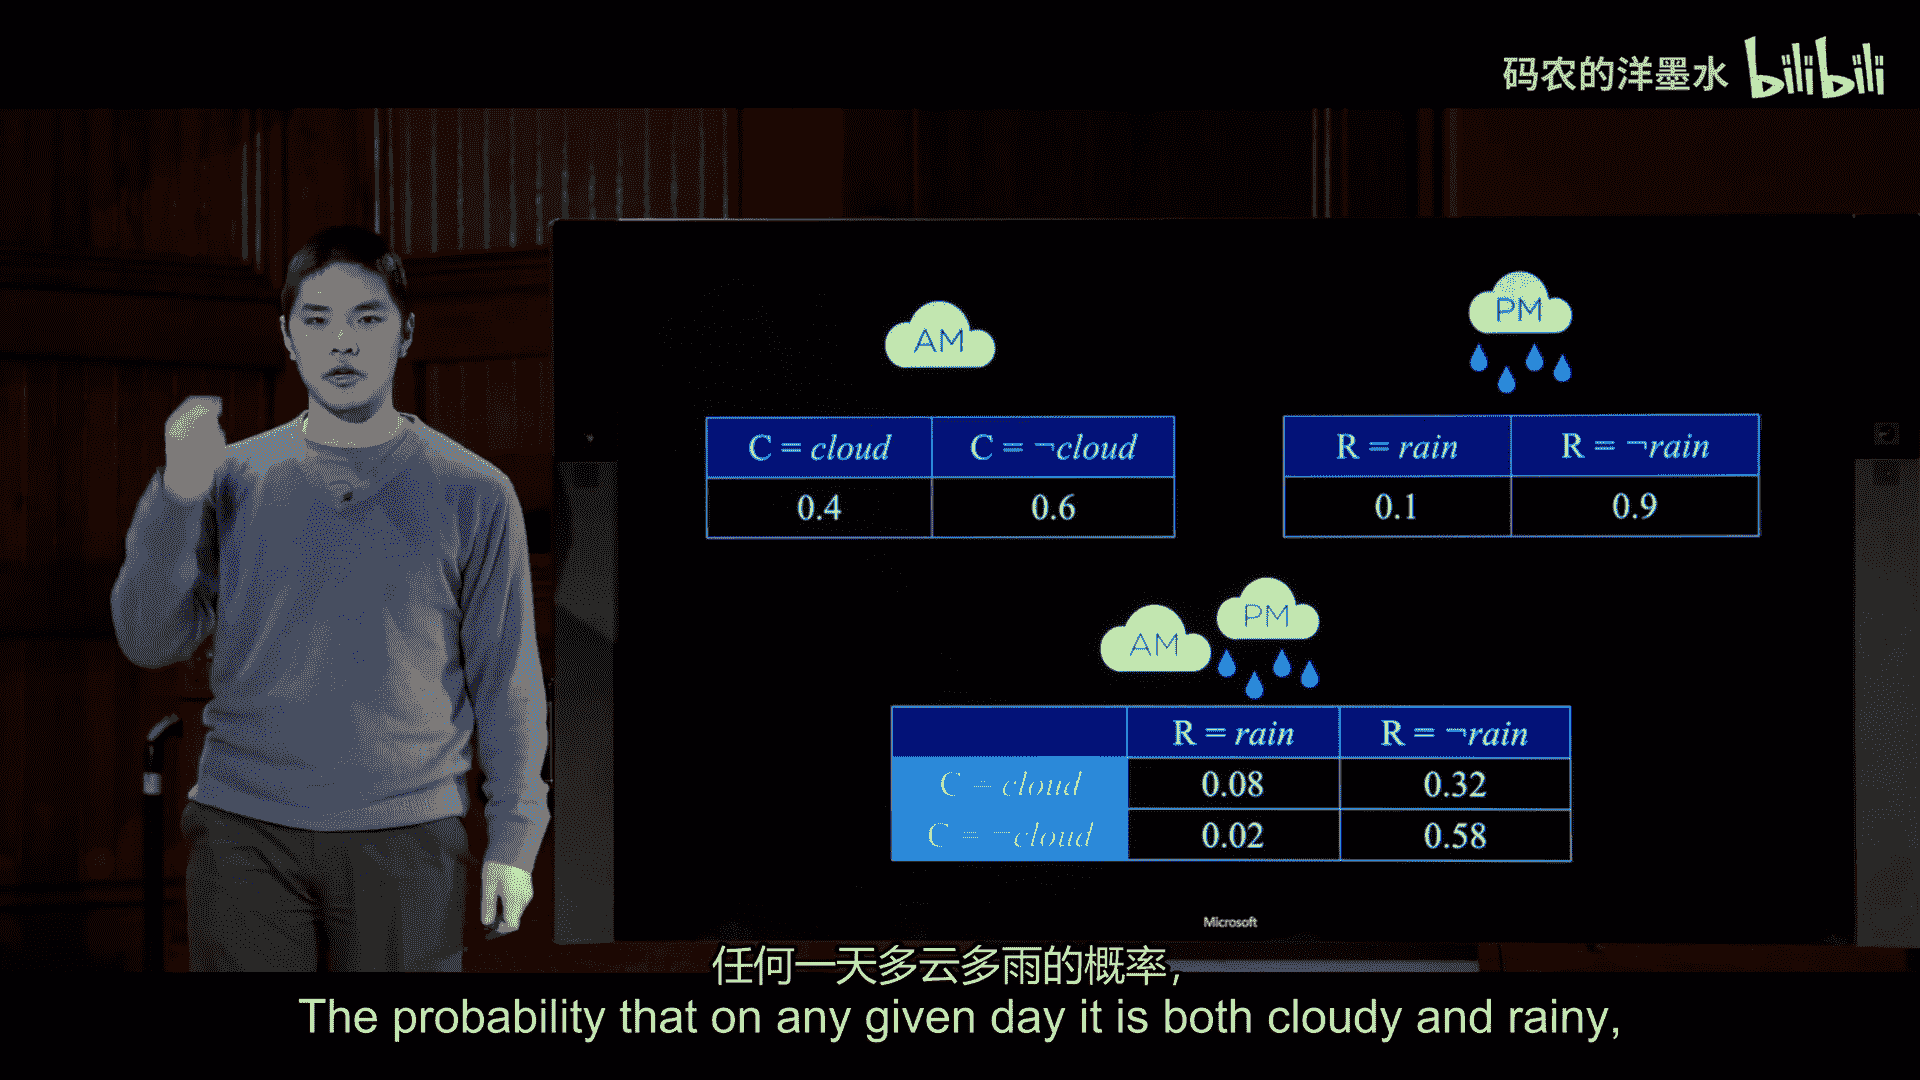 码农的洋墨水 bilibili
AM
PM
C = cloud C = ¬cloud
0.4 0.6
R = rain R = ¬rain
0.1 0.9
AM PM
R = rain R = ¬rain
C = cloud 0.08 0.32
C = ¬cloud 0.02 0.58
Microsoft
任何一天多云多雨的概率，
The probability that on any given day it is both cloudy and rainy,